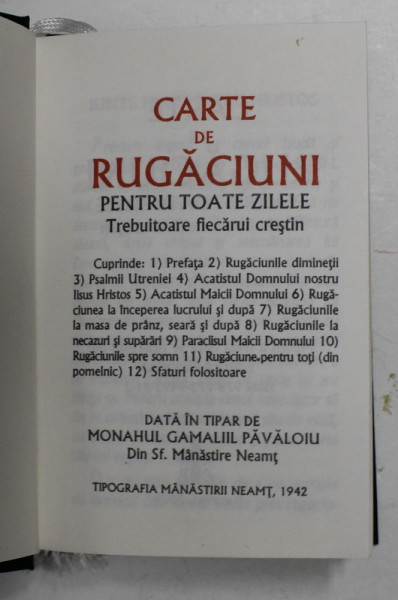 CARTE
DE
RUGĂCIUNI
PENTRU TOATE ZILELE
Trebuitoare fiecărui creştin
Cuprinde: 1) Prefaţa 2) Rugăciunile dimineţii
3) Psalmii Utreniei 4) Acatistul Domnului nostru
Iisus Hristos 5) Acatistul Maicii Domnului 6) Rugă-
ciunea la începerea lucrului şi după 7) Rugăciunile
la masa de prânz, seară şi după 8) Rugăciunile la
necazuri şi supărări 9) Paraclisul Maicii Domnului 10)
Rugăciunile spre somn 11) Rugăciune pentru toţi (din
pomelnic) 12) Sfaturi folositoare
DATĂ ÎN TIPAR DE
MONAHUL GAMALIIL PĂVĂLOIU
Din Sf. Mânăstire Neamţ
TIPOGRAFIA MÂNĂSTIRII NEAMŢ, 1942